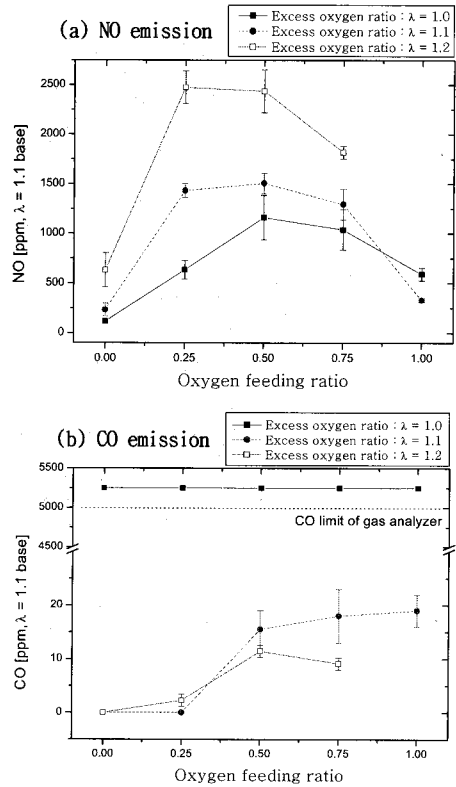 (a) NO emission
Excess oxygen ratio : λ = 1.0
Excess oxygen ratio : λ = 1.1
Excess oxygen ratio : λ = 1.2
NO [ppm, λ = 1.1 base]
2500
2000
1500
1000
500
0
0.00 0.25 0.50 0.75 1.00
Oxygen feeding ratio
(b) CO emission
Excess oxygen ratio : λ = 1.0
Excess oxygen ratio : λ = 1.1
Excess oxygen ratio : λ = 1.2
CO [ppm, λ = 1.1 base]
5500
5000
CO limit of gas analyzer
4500
20
10
0
0.00 0.25 0.50 0.75 1.00
Oxygen feeding ratio